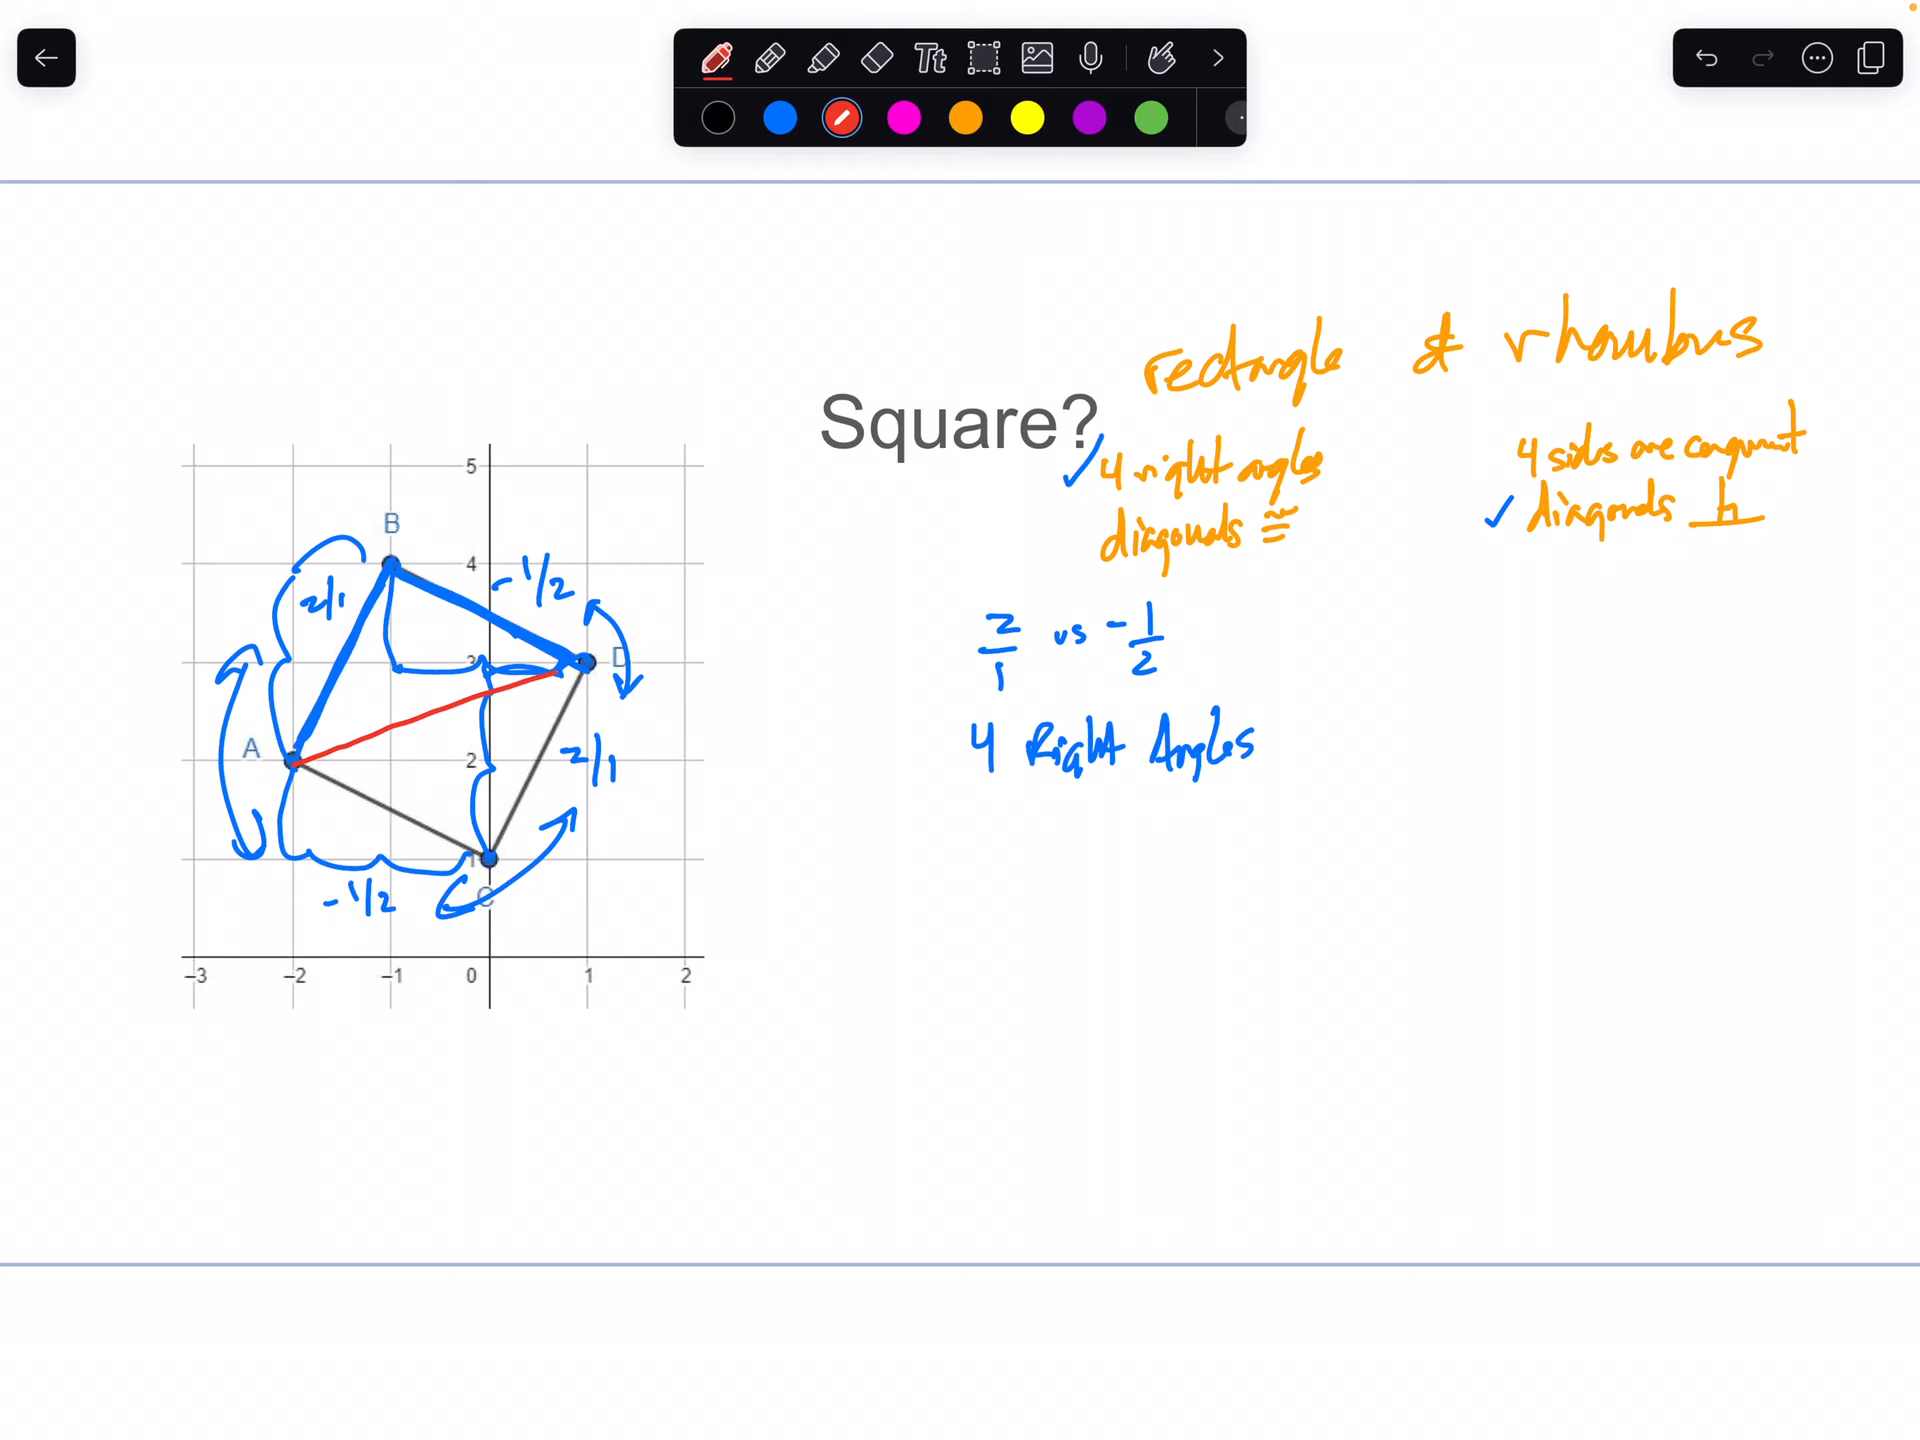 Tt
rectangle & rhombus
Square?
✓ 4 right angles
diagonals ≅
4 sides are congruent
✓ diagonals ⊥
5
B
4
2/1
-1/2
3
D
2/1 vs -1/2
A
2
2/1
4 Right Angles
1
C
-1/2
-3 -2 -1 0 1 2